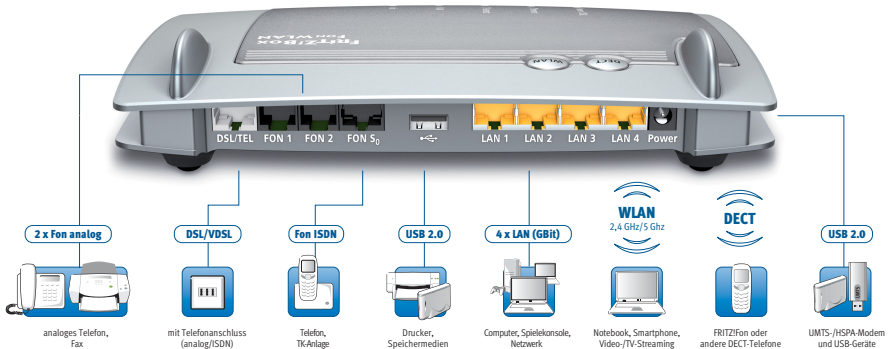 FRITZ!Box
Fon WLAN
WLAN
DECT
DSL/TEL FON 1 FON 2 FON S0 LAN 1 LAN 2 LAN 3 LAN 4 Power
WLAN
2,4 GHz/5 Ghz
DECT
2 x Fon analog
DSL/VDSL
Fon ISDN
USB 2.0
4 x LAN (GBit)
USB 2.0
UMTS
analoges Telefon,
Fax
mit Telefonanschluss
(analog/ISDN)
Telefon,
TK-Anlage
Drucker,
Speichermedien
Computer, Spielekonsole,
Netzwerk
Notebook, Smartphone,
Video-/TV-Streaming
FRITZ!Fon oder
andere DECT-Telefone
UMTS-/HSPA-Modem
und USB-Geräte